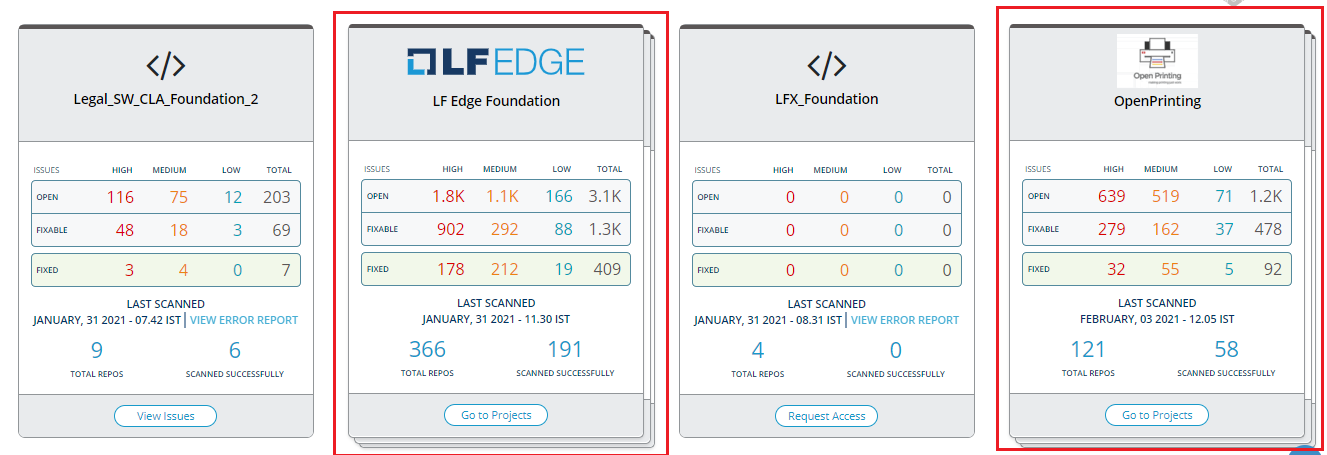 </>
Legal_SW_CLA_Foundation_2
ISSUES HIGH MEDIUM LOW TOTAL
OPEN 116 75 12 203
FIXABLE 48 18 3 69
FIXED 3 4 0 7
LAST SCANNED
JANUARY, 31 2021 - 07.42 IST | VIEW ERROR REPORT
9 6
TOTAL REPOS SCANNED SUCCESSFULLY
View Issues
LF EDGE
LF Edge Foundation
ISSUES HIGH MEDIUM LOW TOTAL
OPEN 1.8K 1.1K 166 3.1K
FIXABLE 902 292 88 1.3K
FIXED 178 212 19 409
LAST SCANNED
JANUARY, 31 2021 - 11.30 IST
366 191
TOTAL REPOS SCANNED SUCCESSFULLY
Go to Projects
</>
LFX_Foundation
ISSUES HIGH MEDIUM LOW TOTAL
OPEN 0 0 0 0
FIXABLE 0 0 0 0
FIXED 0 0 0 0
LAST SCANNED
JANUARY, 31 2021 - 08.31 IST | VIEW ERROR REPORT
4 0
TOTAL REPOS SCANNED SUCCESSFULLY
Request Access
Open Printing
OpenPrinting
ISSUES HIGH MEDIUM LOW TOTAL
OPEN 639 519 71 1.2K
FIXABLE 279 162 37 478
FIXED 32 55 5 92
LAST SCANNED
FEBRUARY, 03 2021 - 12.05 IST
121 58
TOTAL REPOS SCANNED SUCCESSFULLY
Go to Projects